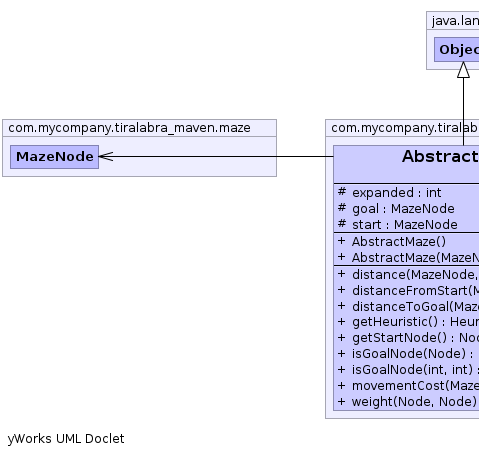 java.lan
Objec
com.mycompany.tiralabra_maven.maze
MazeNode
com.mycompany.tiralab
Abstract
# expanded : int
# goal : MazeNode
# start : MazeNode
+ AbstractMaze()
+ AbstractMaze(MazeN
+ distance(MazeNode,
+ distanceFromStart(M
+ distanceToGoal(Maze
+ getHeuristic() : Heur
+ getStartNode() : Nod
+ isGoalNode(Node) :
+ isGoalNode(int, int) :
+ movementCost(Maze
+ weight(Node, Node)
yWorks UML Doclet